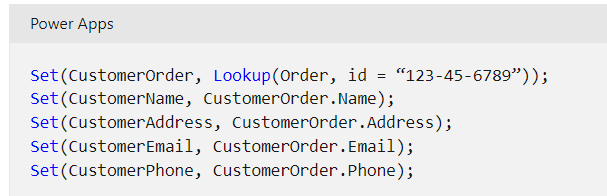 Power Apps
Set(CustomerOrder, Lookup(Order, id = “123-45-6789”));
Set(CustomerName, CustomerOrder.Name);
Set(CustomerAddress, CustomerOrder.Address);
Set(CustomerEmail, CustomerOrder.Email);
Set(CustomerPhone, CustomerOrder.Phone);